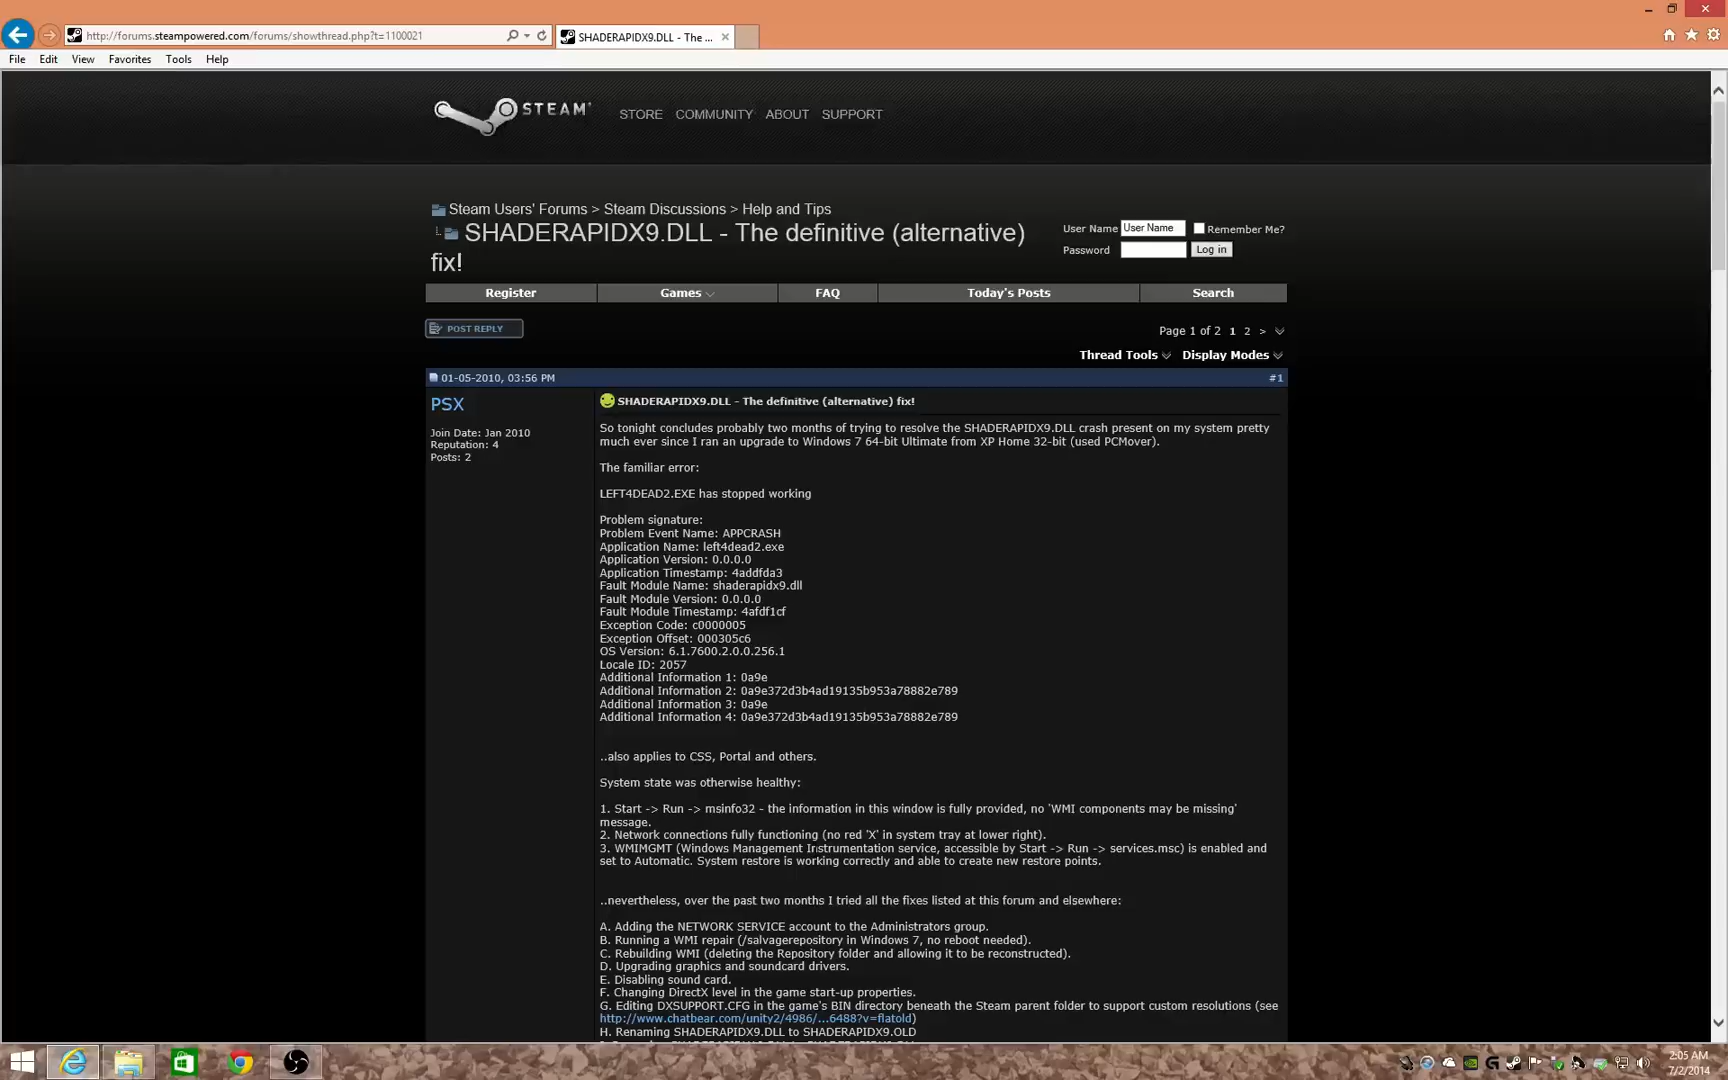 http://forums.steampowered.com/forums/showthread.php?t=1100021
SHADERAPIDX9.DLL - The ...
File Edit View Favorites Tools Help
STEAM
STORE COMMUNITY ABOUT SUPPORT
Steam Users' Forums > Steam Discussions > Help and Tips
SHADERAPIDX9.DLL - The definitive (alternative)
fix!
User Name User Name Remember Me?
Password Log in
Register Games FAQ Today's Posts Search
POST REPLY
Page 1 of 2 1 2 >
Thread Tools Display Modes
01-05-2010, 03:56 PM #1
PSX
Join Date: Jan 2010
Reputation: 4
Posts: 2
SHADERAPIDX9.DLL - The definitive (alternative) fix!
So tonight concludes probably two months of trying to resolve the SHADERAPIDX9.DLL crash present on my system pretty
much ever since I ran an upgrade to Windows 7 64-bit Ultimate from XP Home 32-bit (used PCMover).
The familiar error:
LEFT4DEAD2.EXE has stopped working
Problem signature:
Problem Event Name: APPCRASH
Application Name: left4dead2.exe
Application Version: 0.0.0.0
Application Timestamp: 4addfda3
Fault Module Name: shaderapidx9.dll
Fault Module Version: 0.0.0.0
Fault Module Timestamp: 4afdf1cf
Exception Code: c0000005
Exception Offset: 000305c6
OS Version: 6.1.7600.2.0.0.256.1
Locale ID: 2057
Additional Information 1: 0a9e
Additional Information 2: 0a9e372d3b4ad19135b953a78882e789
Additional Information 3: 0a9e
Additional Information 4: 0a9e372d3b4ad19135b953a78882e789
..also applies to CSS, Portal and others.
System state was otherwise healthy:
1. Start -> Run -> msinfo32 - the information in this window is fully provided, no 'WMI components may be missing'
message.
2. Network connections fully functioning (no red 'X' in system tray at lower right).
3. WMIMGMT (Windows Management Instrumentation service, accessible by Start -> Run -> services.msc) is enabled and
set to Automatic. System restore is working correctly and able to create new restore points.
..nevertheless, over the past two months I tried all the fixes listed at this forum and elsewhere:
A. Adding the NETWORK SERVICE account to the Administrators group.
B. Running a WMI repair (/salvagerepository in Windows 7, no reboot needed).
C. Rebuilding WMI (deleting the Repository folder and allowing it to be reconstructed).
D. Upgrading graphics and soundcard drivers.
E. Disabling sound card.
F. Changing DirectX level in the game start-up properties.
G. Editing DXSUPPORT.CFG in the game's BIN directory beneath the Steam parent folder to support custom resolutions (see
http://www.chatbear.com/unity2/4986/...6488?v=flatold)
H. Renaming SHADERAPIDX9.DLL to SHADERAPIDX9.OLD
2:05 AM
7/2/2014